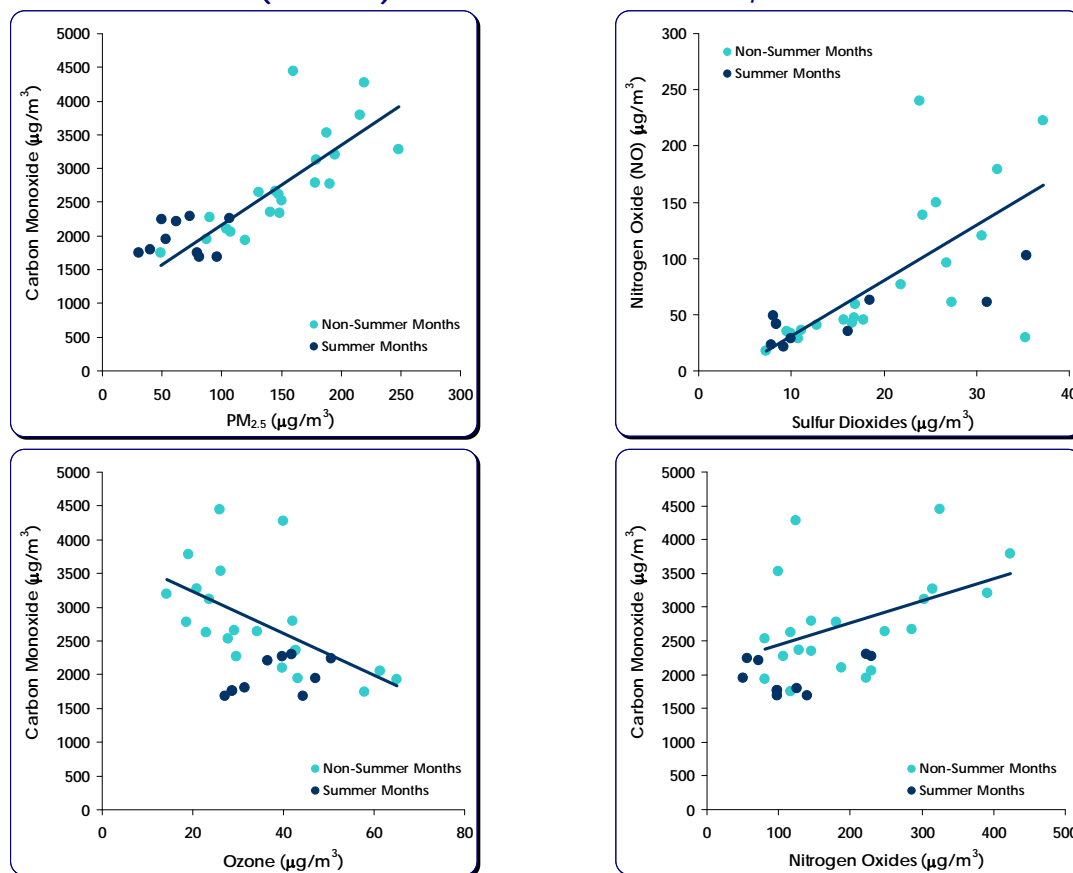 5000
4500
4000
3500
3000
2500
2000
1500
1000
500
0
Carbon Monoxide (μg/m³)
Non-Summer Months
Summer Months
0 50 100 150 200 250 300
PM2.5 (μg/m³)
300
250
200
150
100
50
0
Nitrogen Oxide (NO) (μg/m³)
Non-Summer Months
Summer Months
0 10 20 30 40
Sulfur Dioxides (μg/m³)
5000
4500
4000
3500
3000
2500
2000
1500
1000
500
0
Carbon Monoxide (μg/m³)
Non-Summer Months
Summer Months
0 20 40 60 80
Ozone (μg/m³)
5000
4500
4000
3500
3000
2500
2000
1500
1000
500
0
Carbon Monoxide (μg/m³)
Non-Summer Months
Summer Months
0 100 200 300 400 500
Nitrogen Oxides (μg/m³)